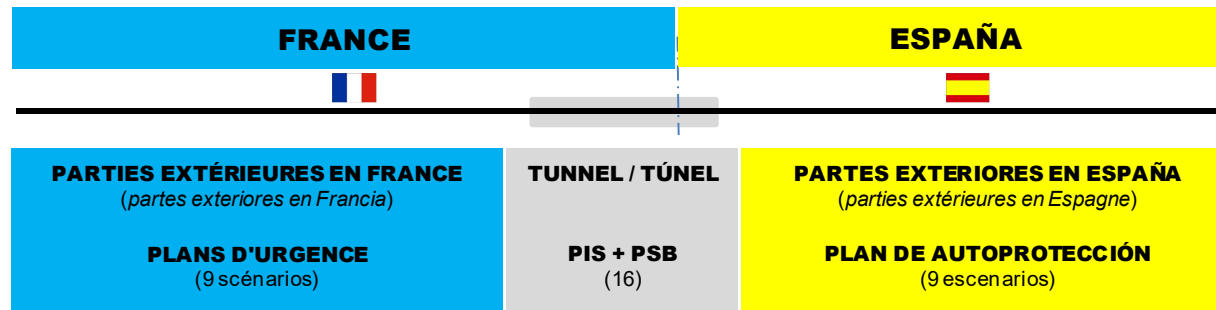 FRANCE
ESPAÑA
PARTIES EXTÉRIEURES EN FRANCE
(partes exteriores en Francia)
PLANS D'URGENCE
(9 scénarios)
TUNNEL / TÚNEL
PIS + PSB
(16)
PARTES EXTERIORES EN ESPAÑA
(parties extérieures en Espagne)
PLAN DE AUTOPROTECCIÓN
(9 escenarios)